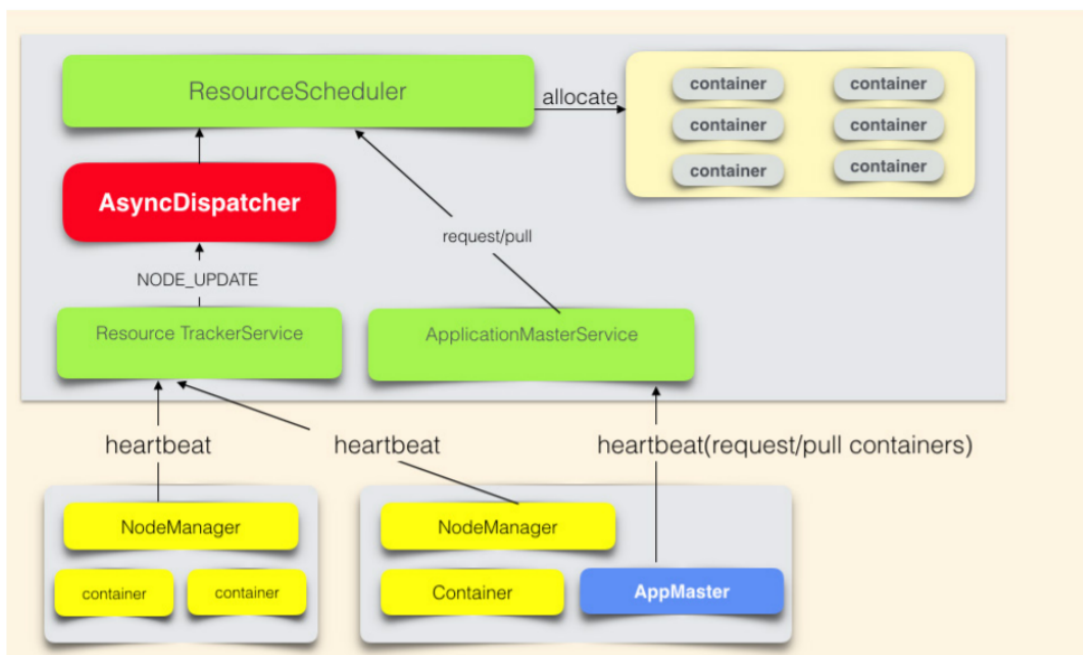 ResourceScheduler
allocate
container
container
container
container
container
container
AsyncDispatcher
request/pull
NODE_UPDATE
Resource TrackerService
ApplicationMasterService
heartbeat
heartbeat
heartbeat(request/pull containers)
NodeManager
NodeManager
container
container
Container
AppMaster